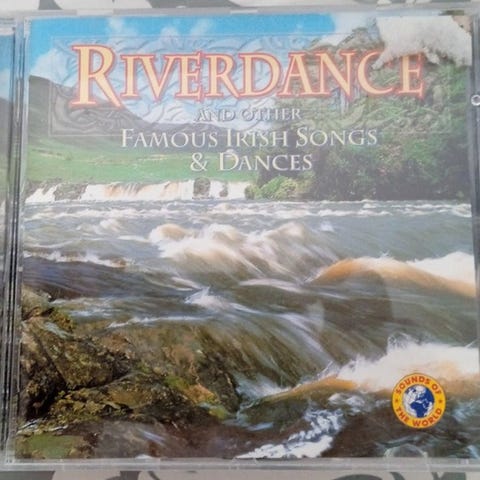 RIVERDANCE
AND OTHER
FAMOUS IRISH SONGS
& DANCES
SOUNDS OF
THE WORLD